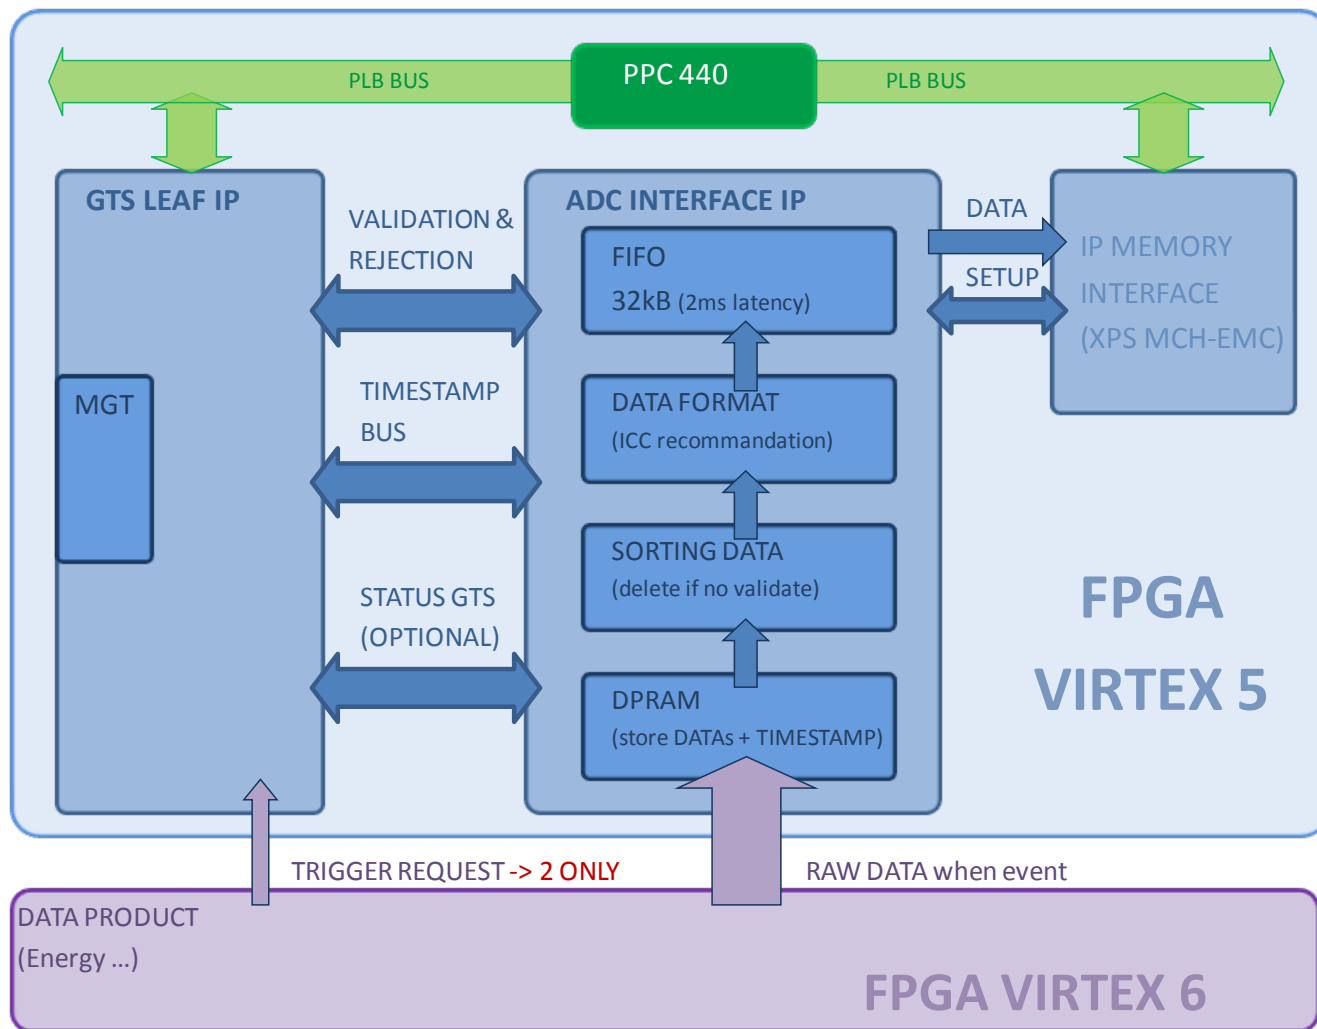 PPC 440
PLB BUS
PLB BUS
GTS LEAF IP
MGT
VALIDATION &
REJECTION
TIMESTAMP
BUS
STATUS GTS
(OPTIONAL)
ADC INTERFACE IP
FIFO
32kB (2ms latency)
DATA FORMAT
(ICC recommandation)
SORTING DATA
(delete if no validate)
DPRAM
(store DATAs + TIMESTAMP)
DATA
SETUP
IP MEMORY
INTERFACE
(XPS MCH-EMC)
FPGA
VIRTEX 5
TRIGGER REQUEST -> 2 ONLY
RAW DATA when event
DATA PRODUCT
(Energy ...)
FPGA VIRTEX 6